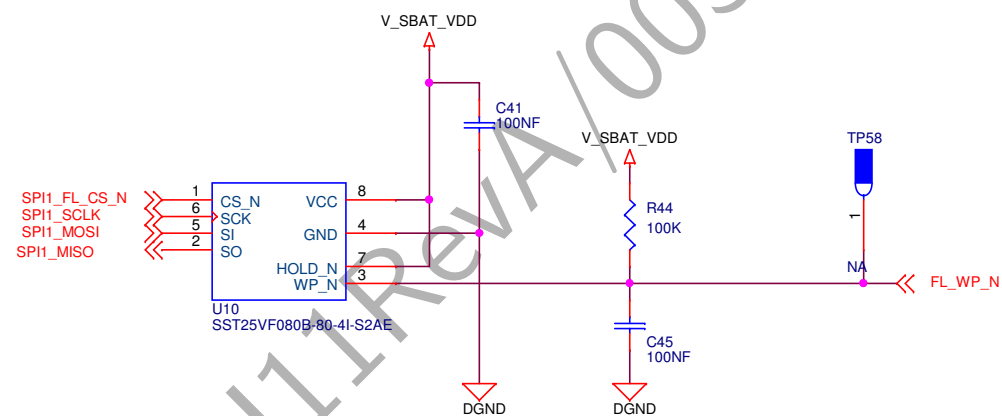 V_SBAT_VDD
C41
100NF
V_SBAT_VDD
TP58
SPI1_FL_CS_N
1
CS_N
VCC
8
SPI1_SCLK
6
SCK
R44
100K
1
SPI1_MOSI
5
SI
GND
4
SPI1_MISO
2
SO
HOLD_N
7
NA
WP_N
3
FL_WP_N
U10
SST25VF080B-80-4I-S2AE
C45
100NF
DGND
DGND